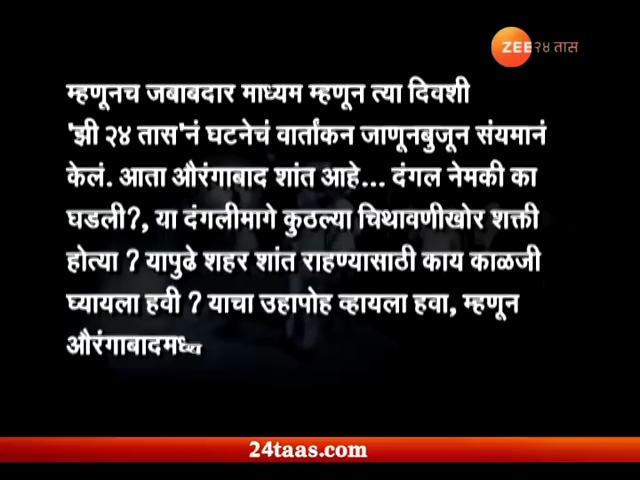 ZEE २४ तास
म्हणूनच जबाबदार माध्यम म्हणून त्या दिवशी
'झी २४ तास'नं घटनेचं वार्तांकन जाणूनबुजून संयमानं
केलं. आता औरंगाबाद शांत आहे... दंगल नेमकी का
घडली?, या दंगलीमागे कुठल्या चिथावणीखोर शक्ती
होत्या ? यापुढे शहर शांत राहण्यासाठी काय काळजी
घ्यायला हवी ? याचा उहापोह व्हायला हवा, म्हणून
औरंगाबादमध्य
24taas.com